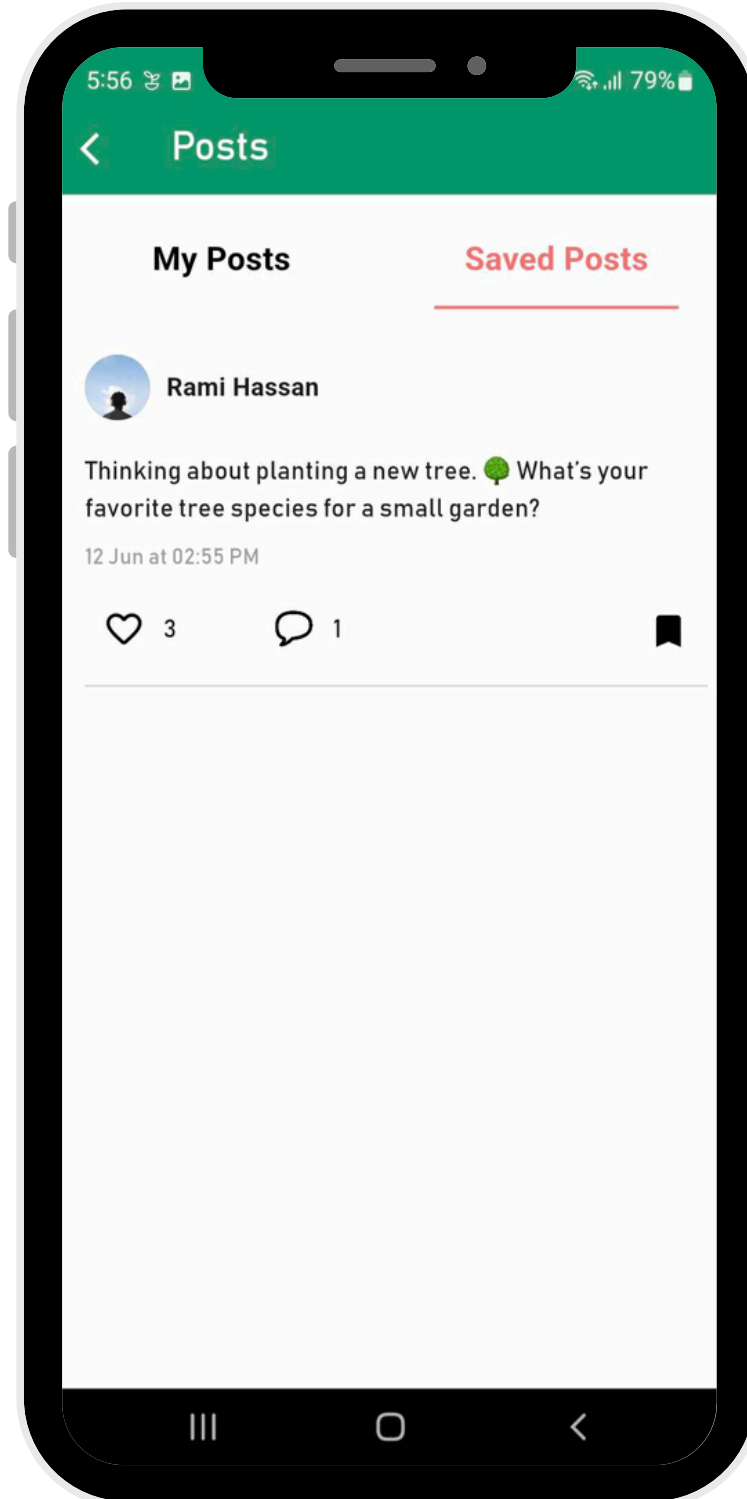 5:56 79%
Posts
My Posts Saved Posts
Rami Hassan
Thinking about planting a new tree. 🌳 What's your
favorite tree species for a small garden?
12 Jun at 02:55 PM
3 1